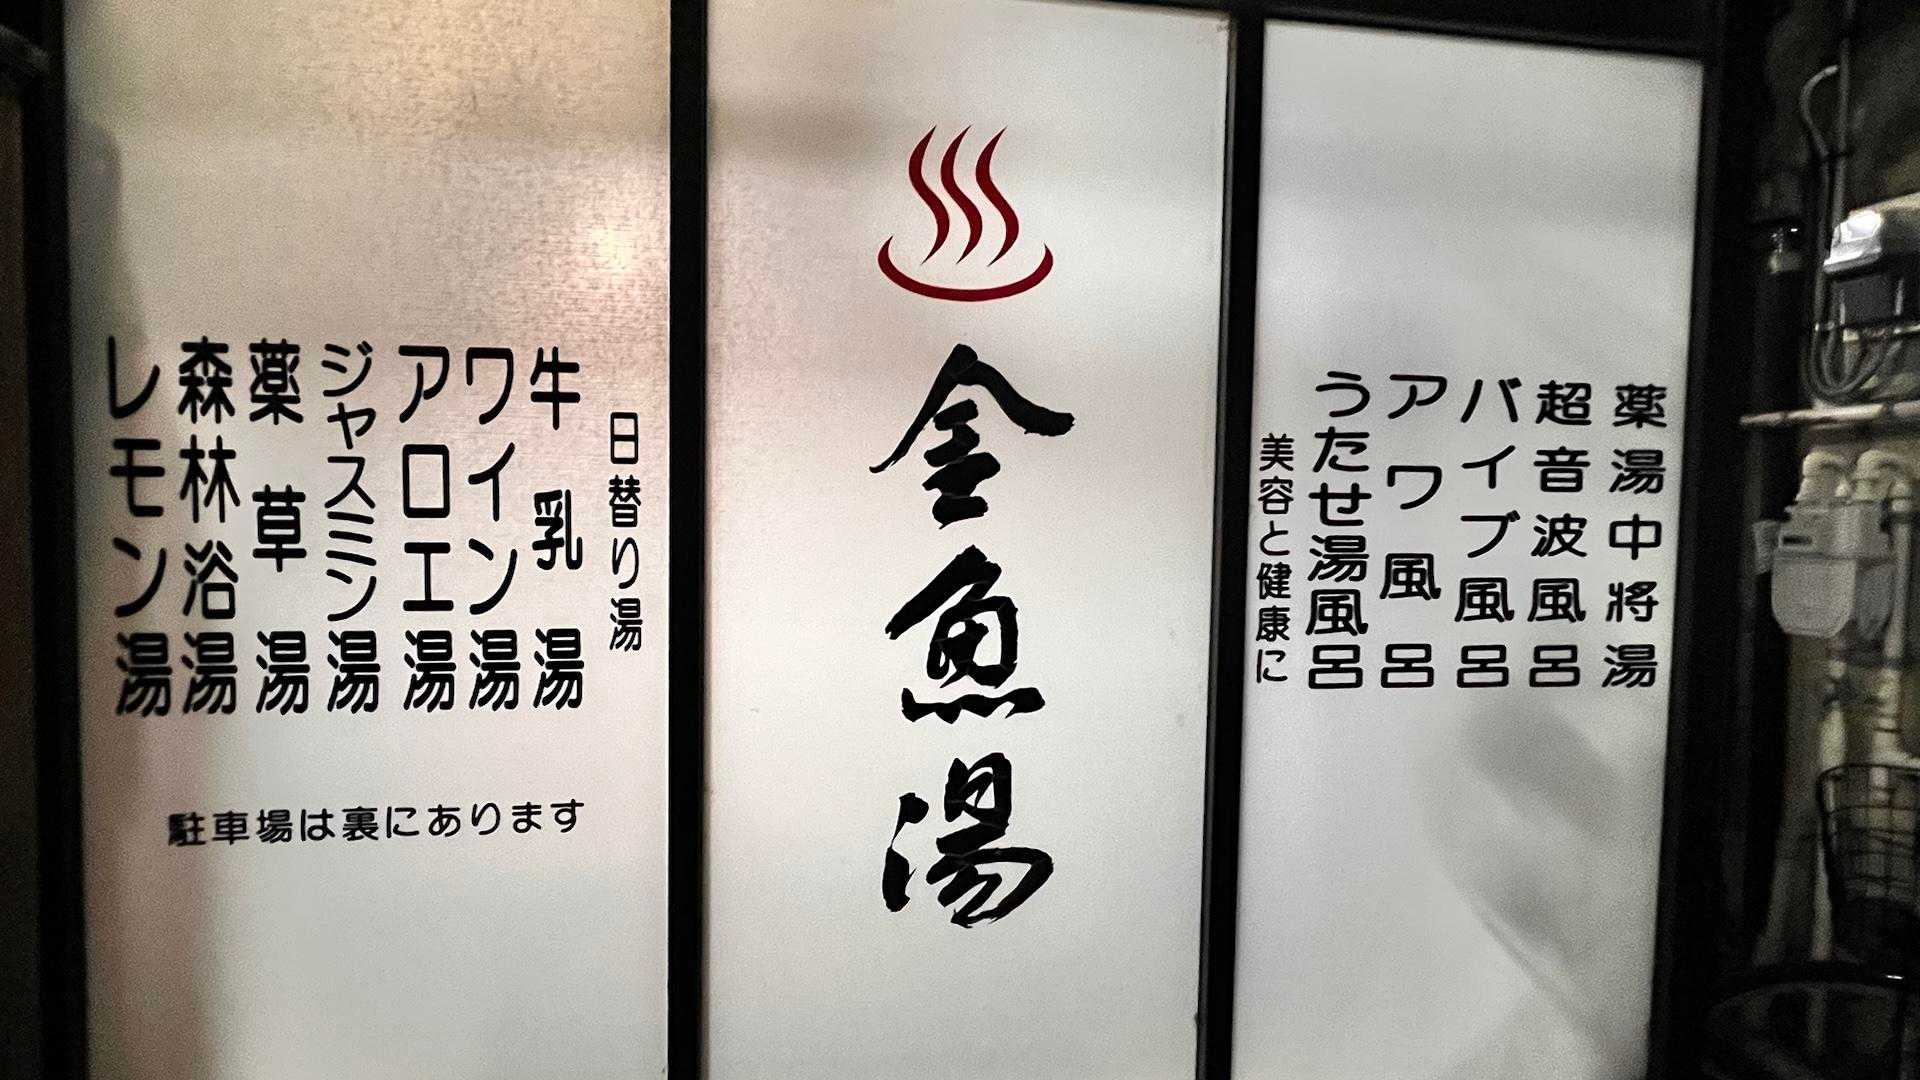 薬湯中将湯
超音波風呂
バイブ風呂
アワ風呂
うたせ湯風呂
美容と健康に
金魚湯
日替り湯
牛乳湯
ワイン湯
アロエ湯
ジャスミン湯
薬草湯
森林浴湯
レモン湯
駐車場は裏にあります